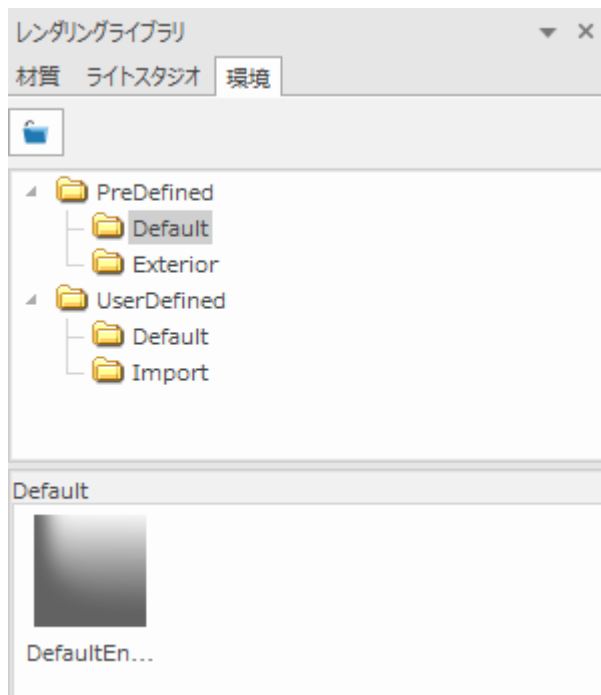 レンダリングライブラリ
材質 ライトスタジオ 環境
PreDefined
Default
Exterior
UserDefined
Default
Import
Default
DefaultEn...